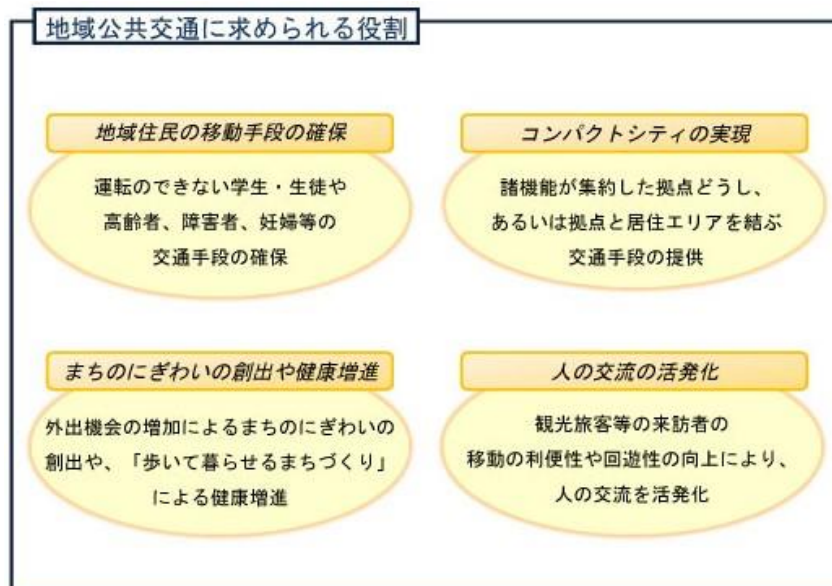 地域公共交通に求められる役割
地域住民の移動手段の確保
運転のできない学生・生徒や
高齢者、障害者、妊婦等の
交通手段の確保
コンパクトシティの実現
諸機能が集約した拠点どうし、
あるいは拠点と居住エリアを結ぶ
交通手段の提供
まちのにぎわいの創出や健康増進
外出機会の増加によるまちのにぎわいの
創出や、「歩いて暮らせるまちづくり」
による健康増進
人の交流の活発化
観光旅客等の来訪者の
移動の利便性や回遊性の向上により、
人の交流を活発化